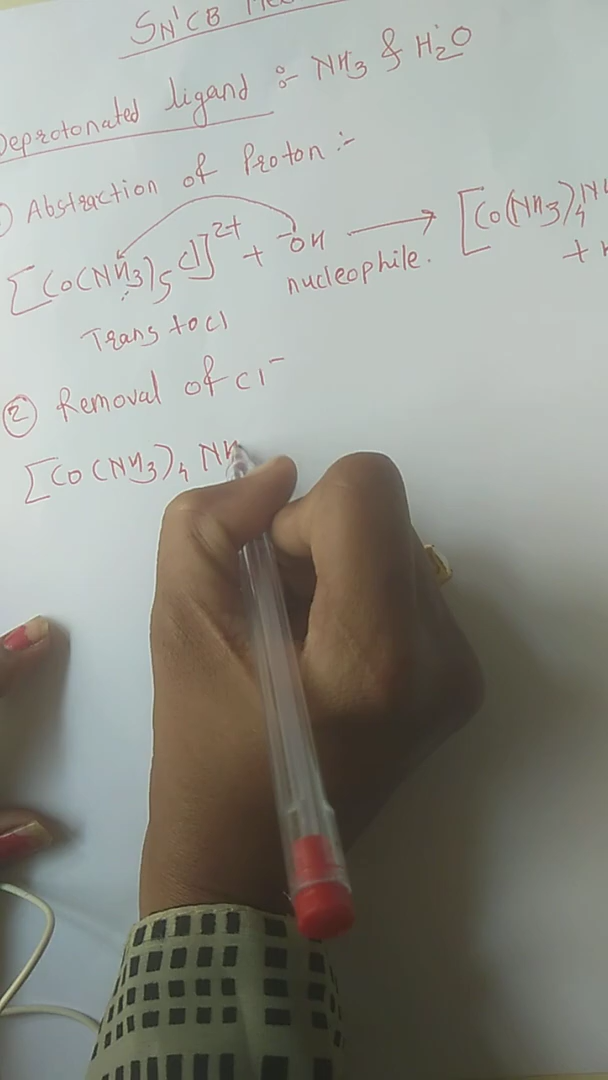 SN¹CB
Deprotonated ligand :- NH3 & H2O
Abstraction of Proton :-
[Co(NH3)5Cl]2+ + -OH → [Co(NH3)4
nucleophile. +
Trans to Cl
② Removal of Cl-
[Co(NH3)4 NH